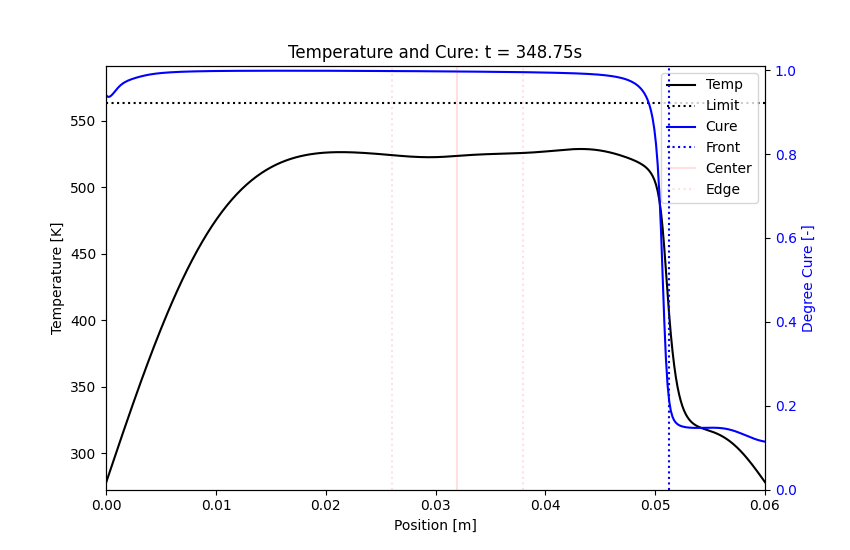 Temperature and Cure: t = 348.75s
Temperature [K]
550
500
450
400
350
300
1.0
0.8
0.6
0.4
0.2
0.0
Degree Cure [-]
Temp
Limit
Cure
Front
Center
Edge
0.00 0.01 0.02 0.03 0.04 0.05 0.06
Position [m]